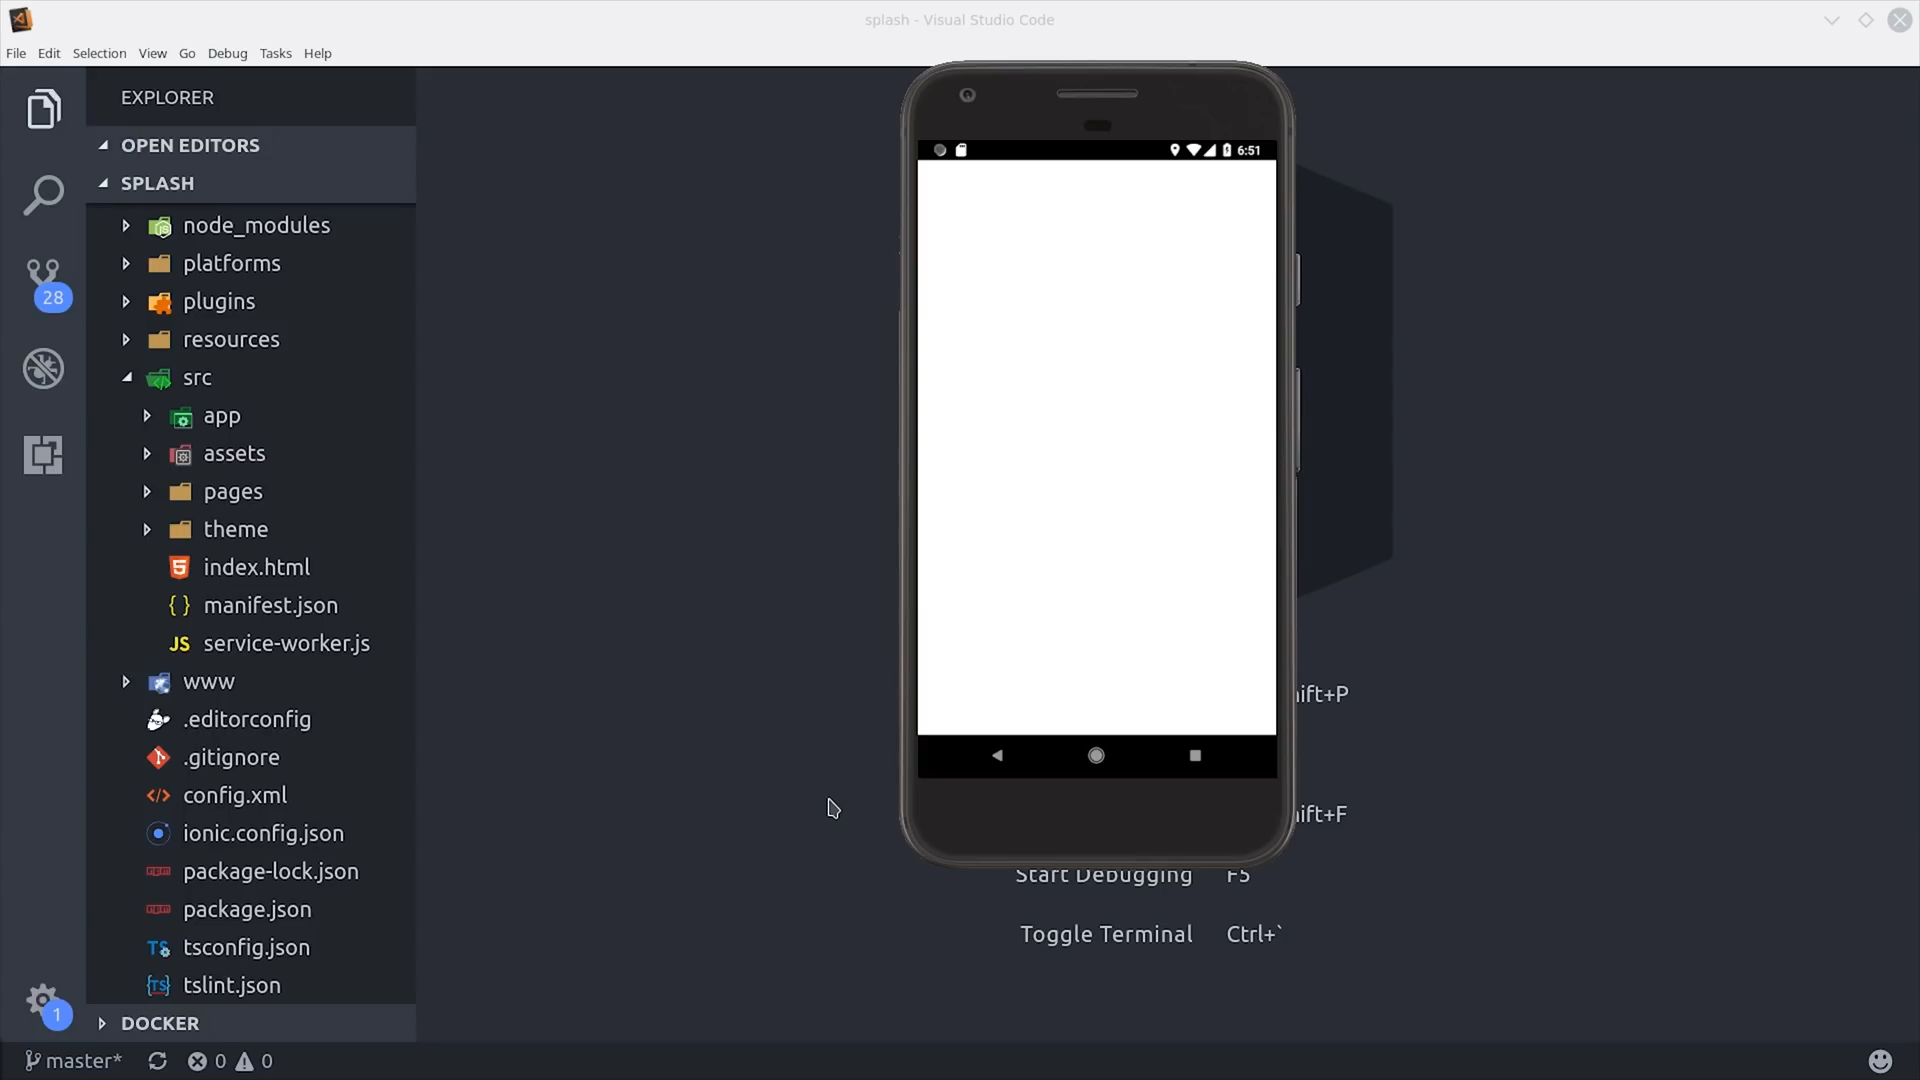 splash - Visual Studio Code
File Edit Selection View Go Debug Tasks Help
EXPLORER
OPEN EDITORS
SPLASH
node_modules
platforms
plugins
resources
src
app
assets
pages
theme
index.html
manifest.json
JS service-worker.js
www
.editorconfig
.gitignore
config.xml
ionic.config.json
package-lock.json
package.json
TS tsconfig.json
TS tslint.json
DOCKER
28
1
master* 0 0
6:51
ift+P
ift+F
Start Debugging F5
Toggle Terminal Ctrl+`